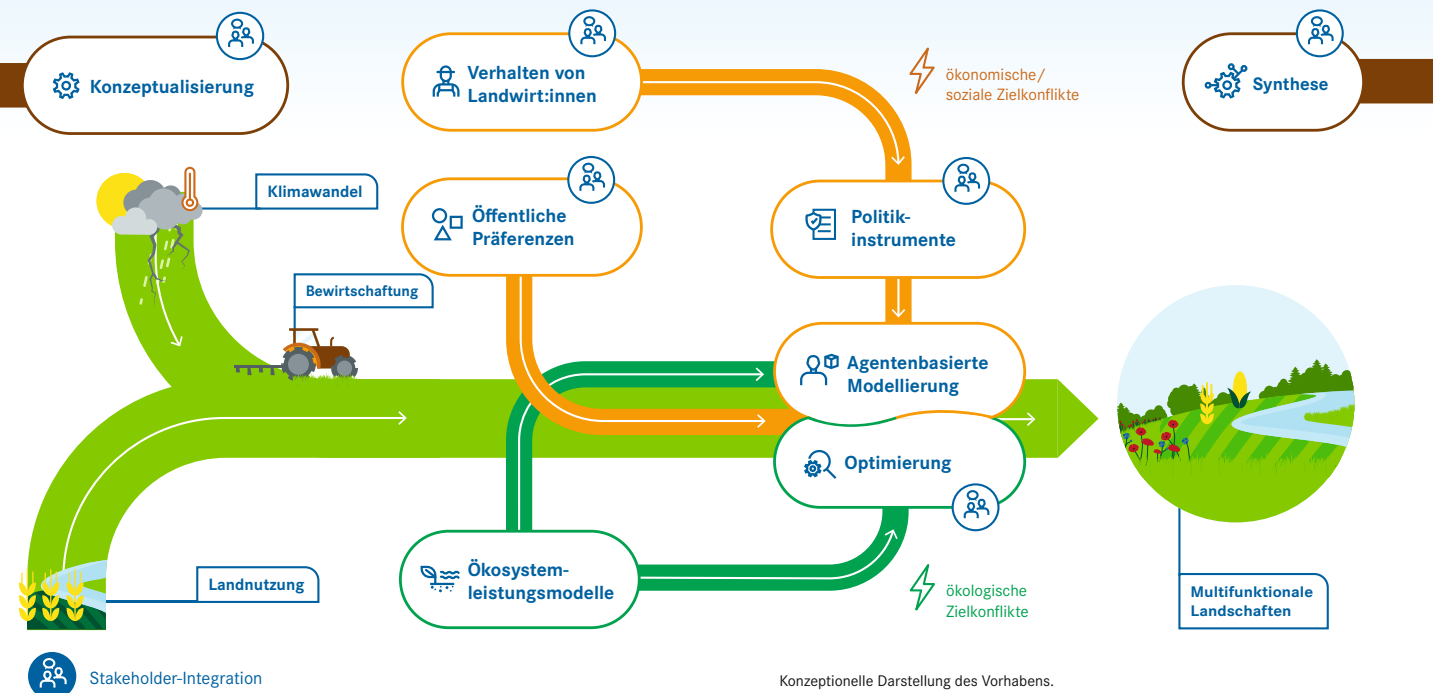 Konzeptualisierung
Verhalten von
Landwirt:innen
ökonomische/
soziale Zielkonflikte
Synthese
Klimawandel
Öffentliche
Präferenzen
Politik-
instrumente
Bewirtschaftung
Agentenbasierte
Modellierung
Optimierung
Landnutzung
Ökosystem-
leistungsmodelle
ökologische
Zielkonflikte
Multifunktionale
Landschaften
Stakeholder-Integration
Konzeptionelle Darstellung des Vorhabens.